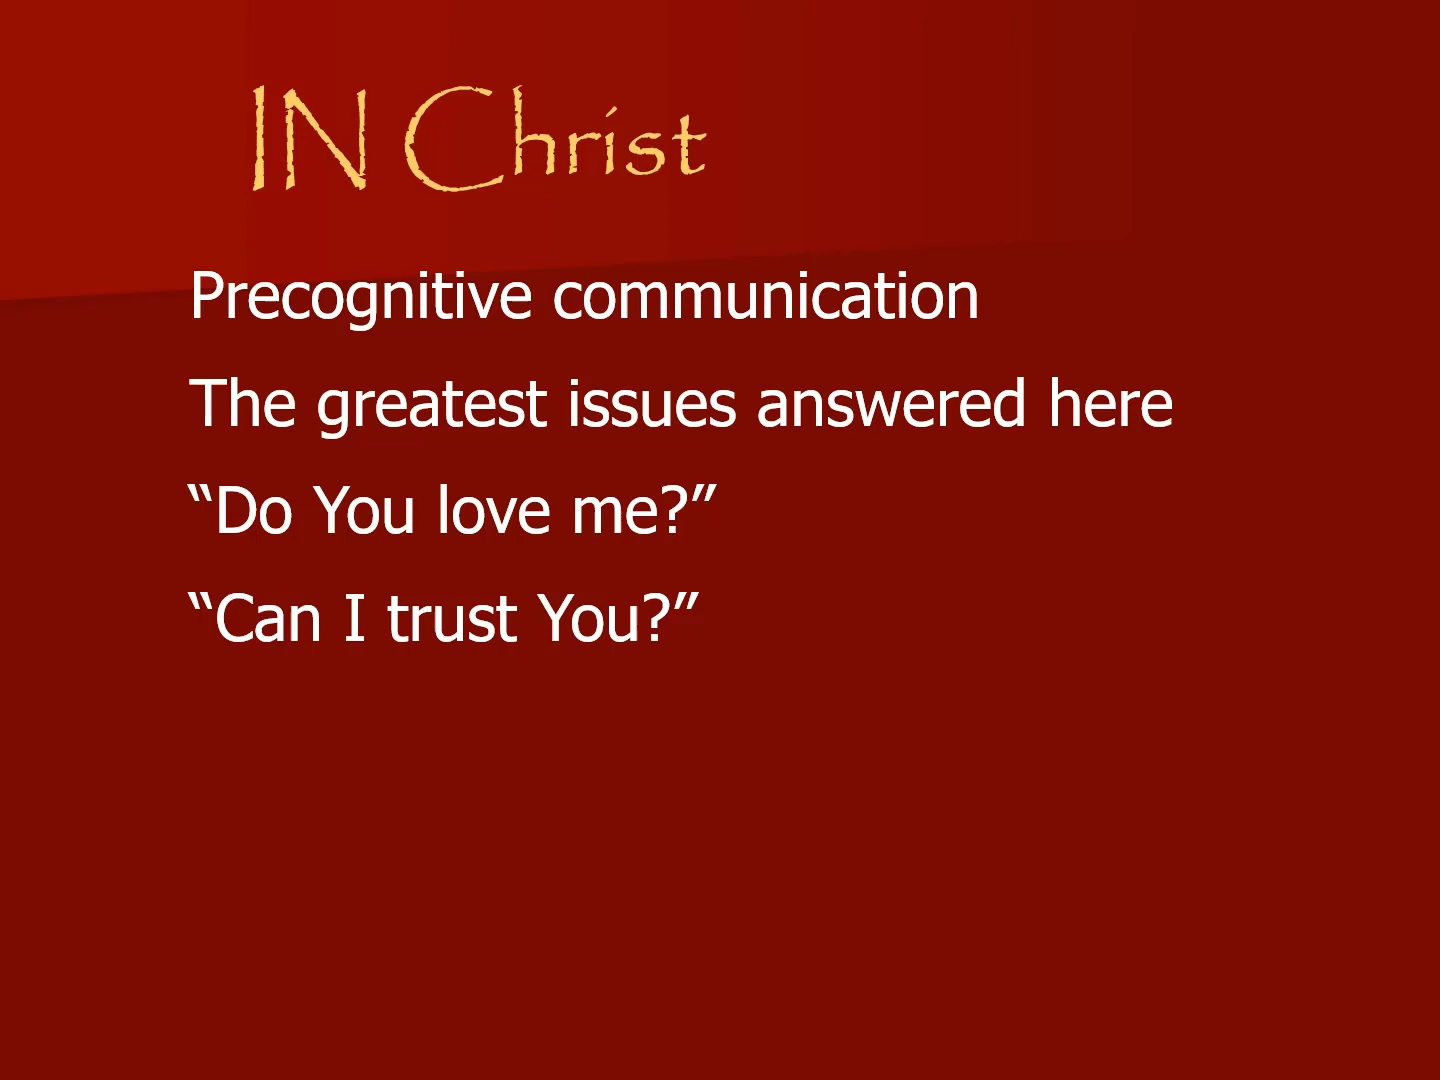 IN Christ
Precognitive communication
The greatest issues answered here
“Do You love me?”
“Can I trust You?”